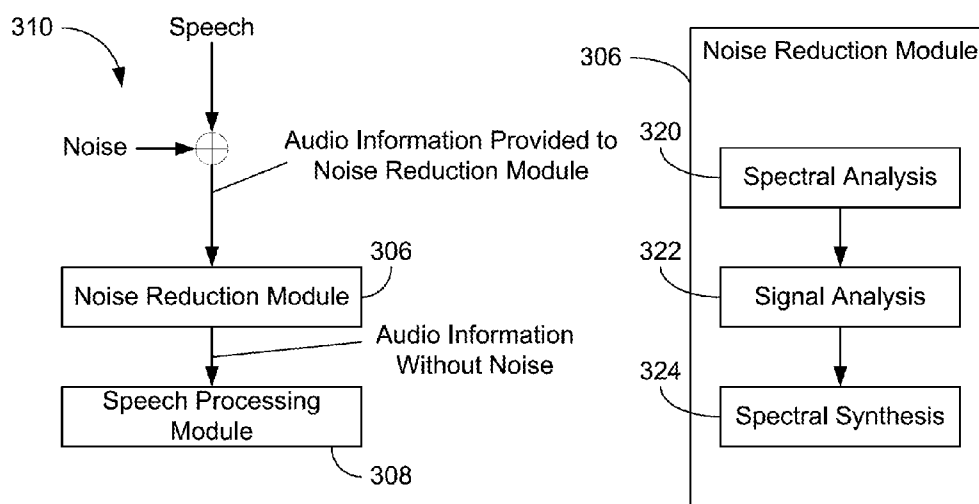 310
Speech
Noise
Audio Information Provided to
Noise Reduction Module
306
Noise Reduction Module
Audio Information
Without Noise
Speech Processing
Module
308
306
Noise Reduction Module
320
Spectral Analysis
322
Signal Analysis
324
Spectral Synthesis